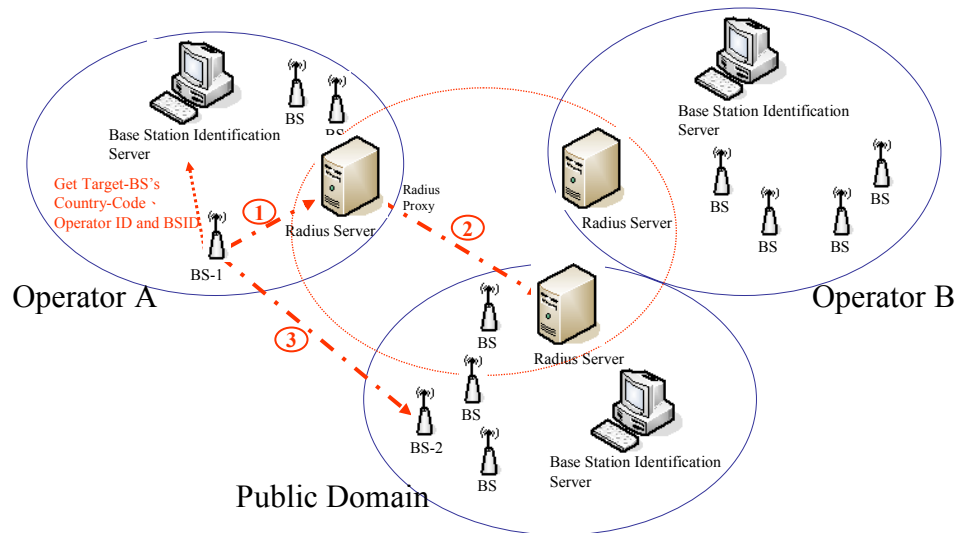 Base Station Identification
Server
BS
BS
Get Target-BS's
Country-Code、
Operator ID and BSID
BS-1
1
Radius Server
Radius
Proxy
2
3
Operator A
Base Station Identification
Server
Radius Server
BS
BS
BS
BS
Operator B
BS
Radius Server
BS
BS-2
BS
Base Station Identification
Server
Public Domain